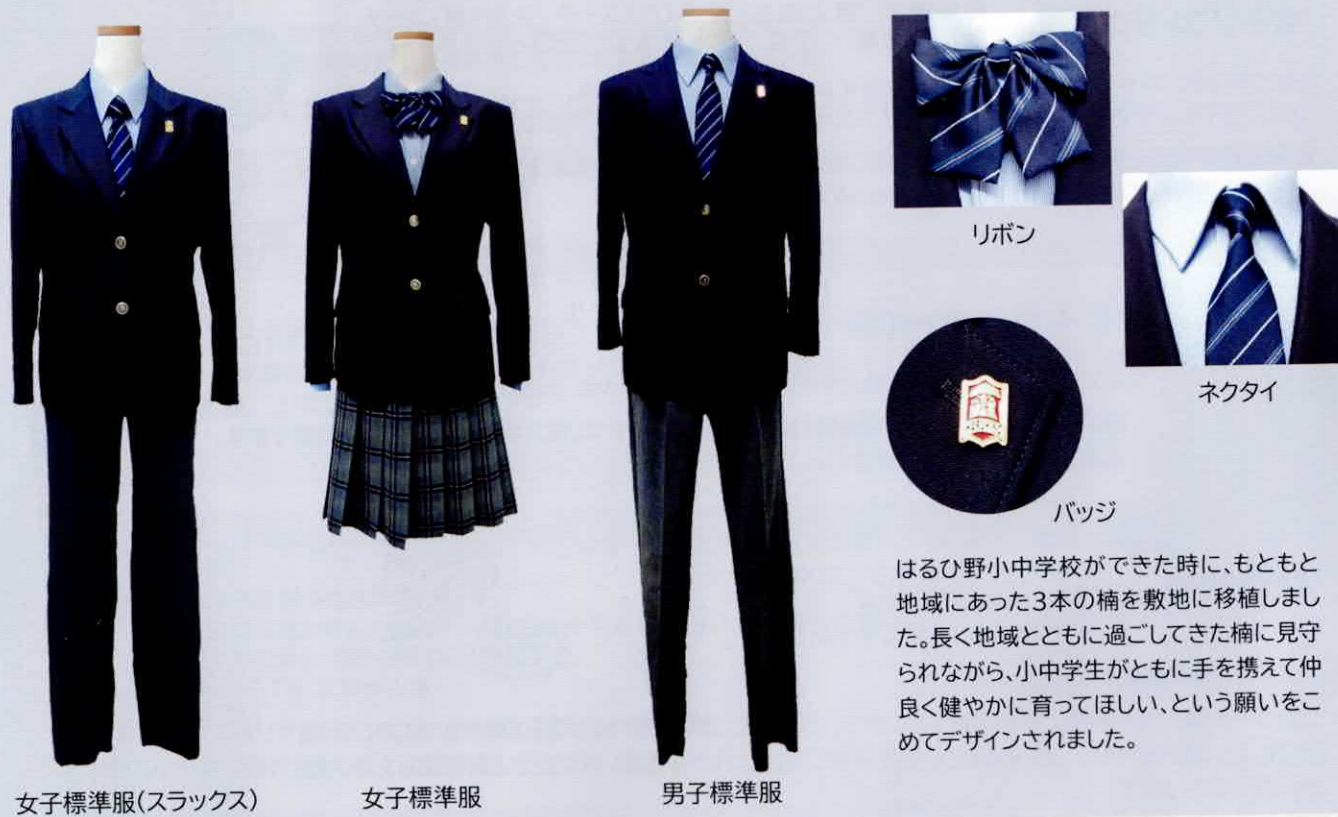 女子標準服(スラックス)
女子標準服
男子標準服
リボン
ネクタイ
バッジ
はるひ野小中学校ができた時に、もともと
地域にあった3本の楠を敷地に移植しまし
た。長く地域とともに過ごしてきた楠に見守
られながら、小中学生がともに手を携えて仲
良く健やかに育ってほしい、という願いをこ
めてデザインされました。